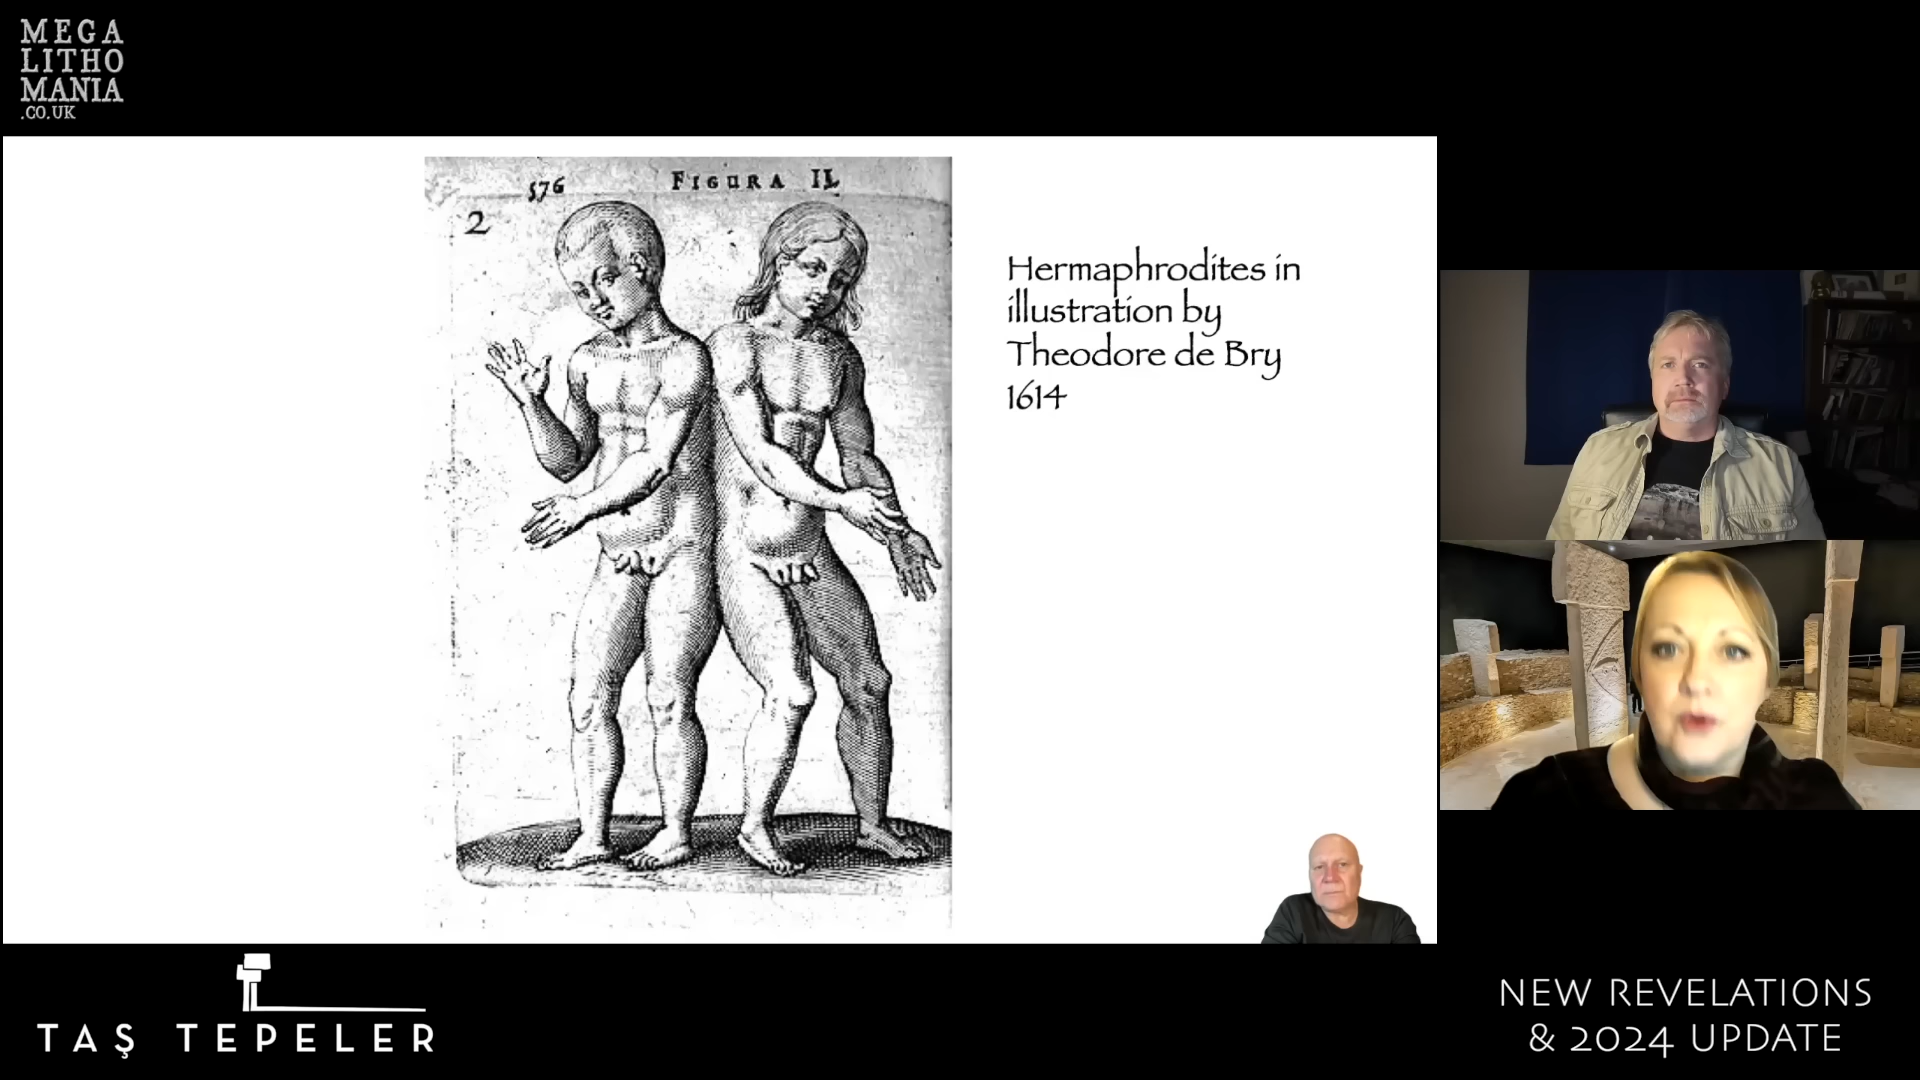 MEGA
LITHO
MANIA
.CO.UK
576 FIGURA II.
2
Hermaphrodites in
illustration by
Theodore de Bry
1614
TAŞ TEPELER
NEW REVELATIONS
& 2024 UPDATE